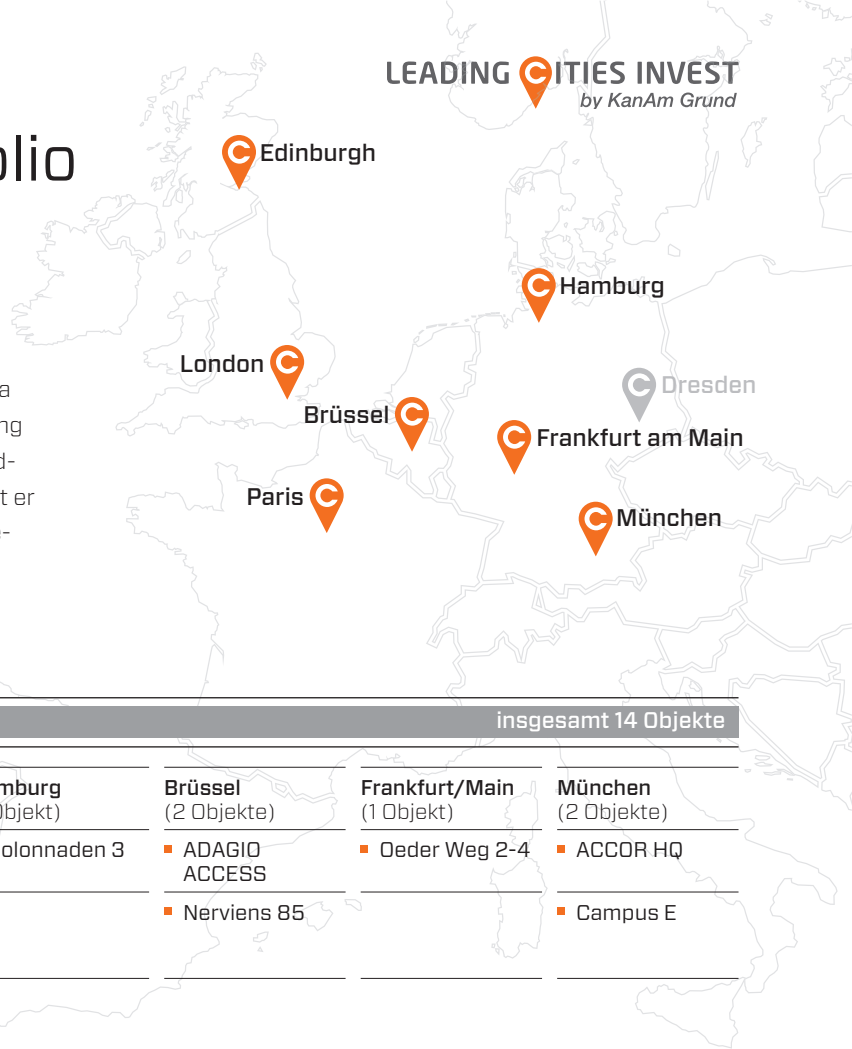 LEADING CITIES INVEST
by KanAm Grund
olio
Edinburgh
Hamburg
London
Dresden
a
Brüssel
ng
Frankfurt am Main
d-
Paris
t er
München
e-
insgesamt 14 Objekte
mburg
Objekt)
olonnaden 3
Brüssel
(2 Objekte)
ADAGIO
ACCESS
Nerviens 85
Frankfurt/Main
(1 Objekt)
Oeder Weg 2-4
München
(2 Objekte)
ACCOR HQ
Campus E